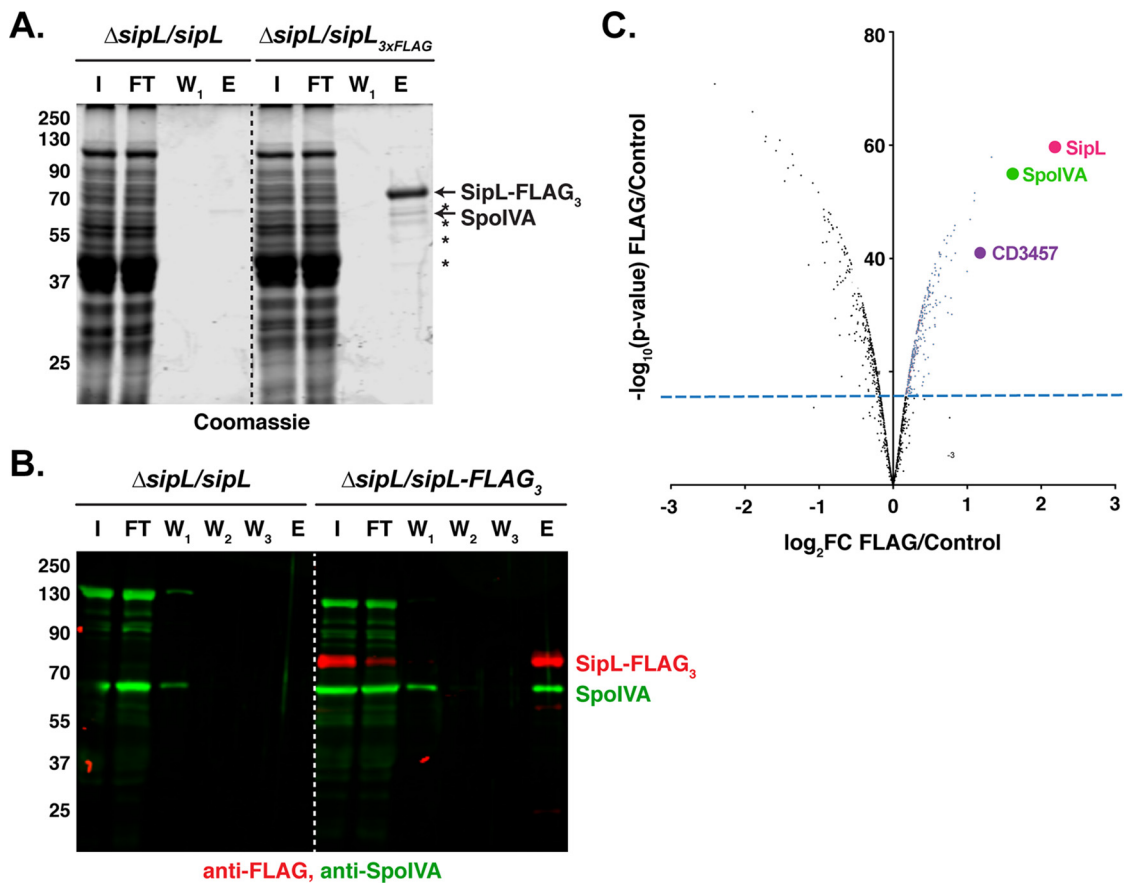 A.
ΔsipL/sipL ΔsipL/sipL3xFLAG
I FT W1 E I FT W1 E
250
130
90
70
55
37
25
SipL-FLAG3
*
SpoIVA
*
*
*
Coomassie
B.
ΔsipL/sipL ΔsipL/sipL-FLAG3
I FT W1 W2 W3 E I FT W1 W2 W3 E
250
130
90
70
55
37
25
SipL-FLAG3
SpoIVA
anti-FLAG, anti-SpoIVA
C.
-log10(p-value) FLAG/Control
80
60
40
SipL
SpoIVA
CD3457
-3
-3 -2 -1 0 1 2 3
log2FC FLAG/Control